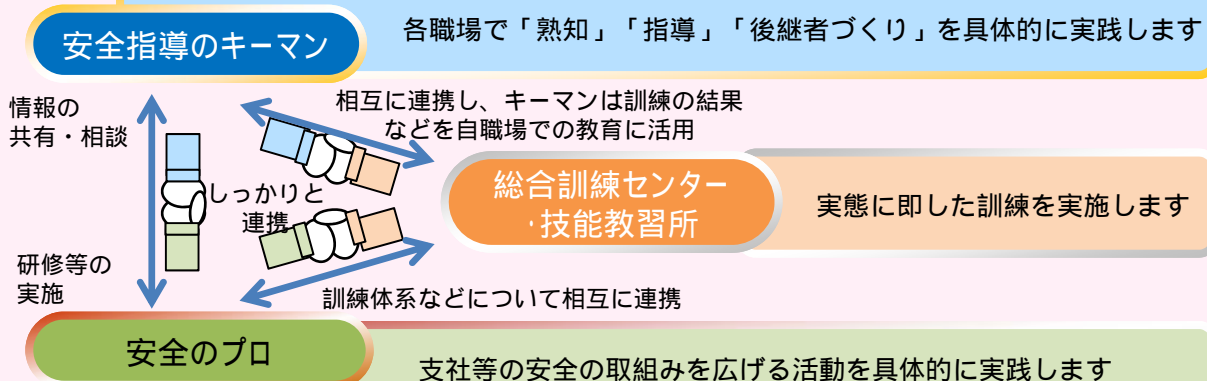 安全指導のキーマン
各職場で「熟知」「指導」「後継者づくり」を具体的に実践します
情報の
共有・相談
相互に連携し、キーマンは訓練の結果
などを自職場での教育に活用
しっかりと
連携
総合訓練センター
・技能教習所
実態に即した訓練を実施します
研修等の
実施
訓練体系などについて相互に連携
安全のプロ
支社等の安全の取組みを広げる活動を具体的に実践します